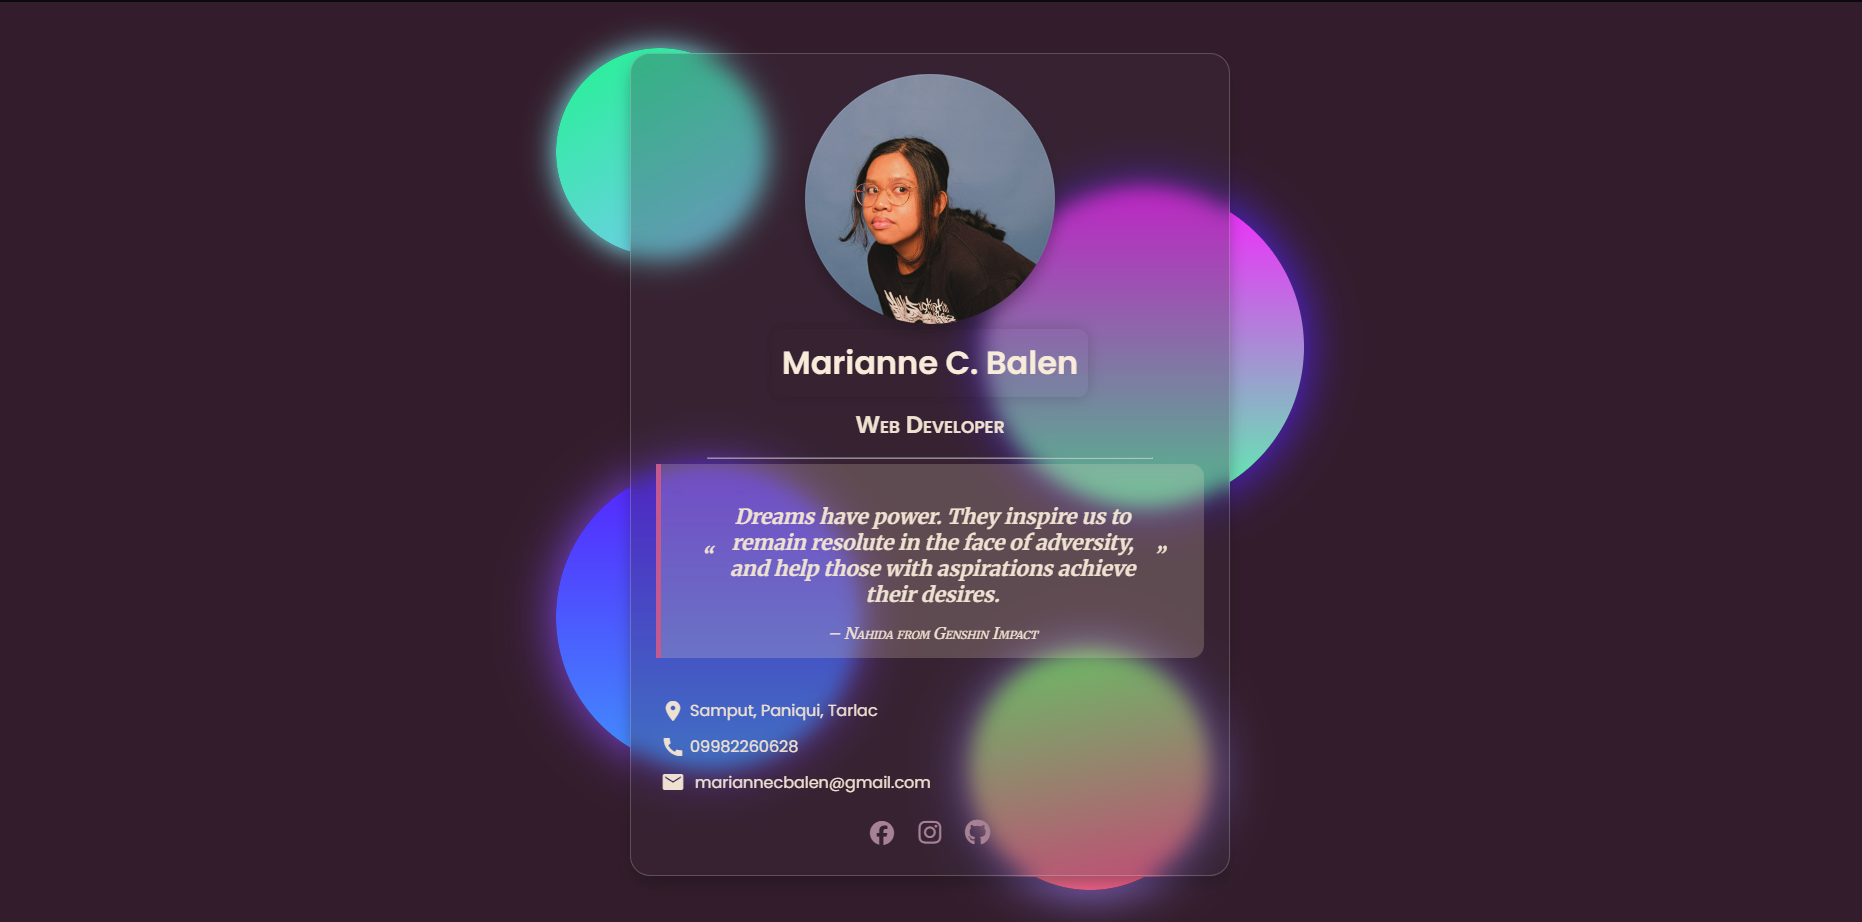 Marianne C. Balen
Web Developer
“ Dreams have power. They inspire us to
remain resolute in the face of adversity,
and help those with aspirations achieve
their desires. ”
– Nahida from Genshin Impact
Samput, Paniqui, Tarlac
09982260628
mariannecbalen@gmail.com